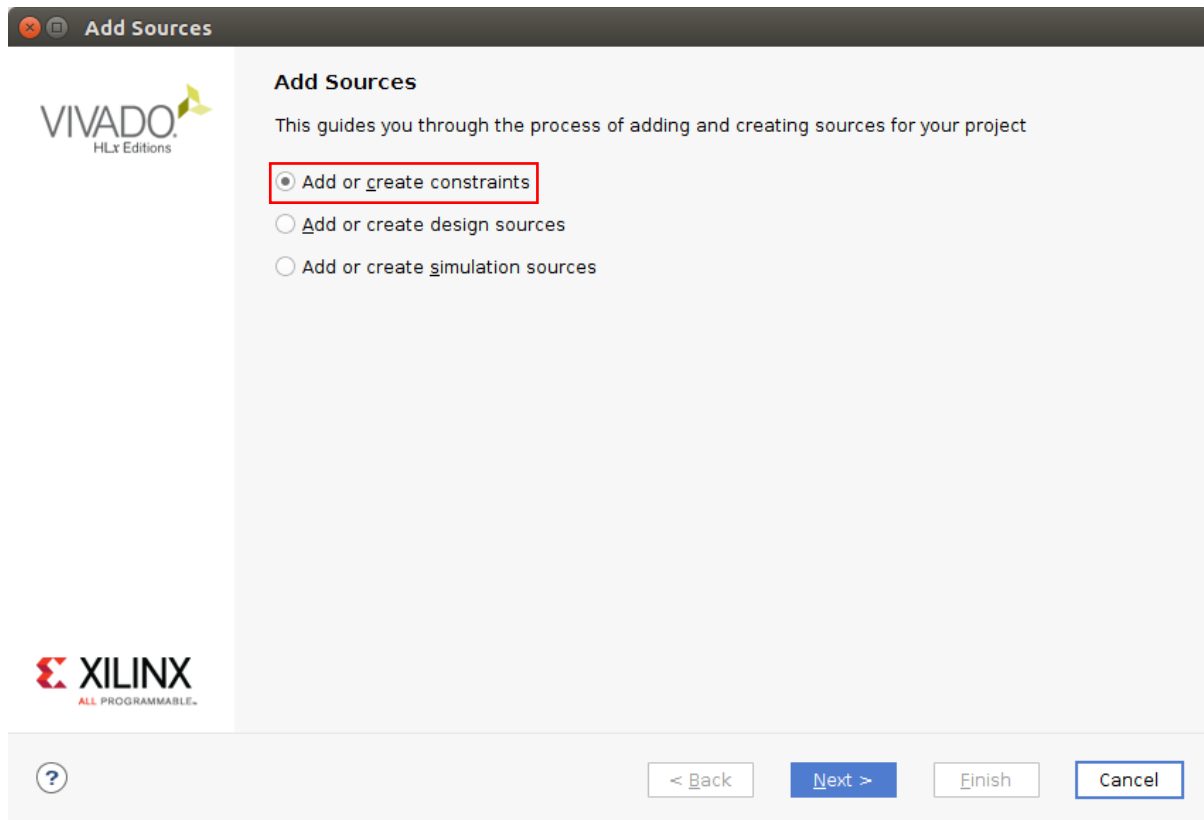 Add Sources
VIVADO.
HLx Editions
Add Sources
This guides you through the process of adding and creating sources for your project
Add or create constraints
Add or create design sources
Add or create simulation sources
XILINX
ALL PROGRAMMABLE™
?
< Back
Next >
Finish
Cancel